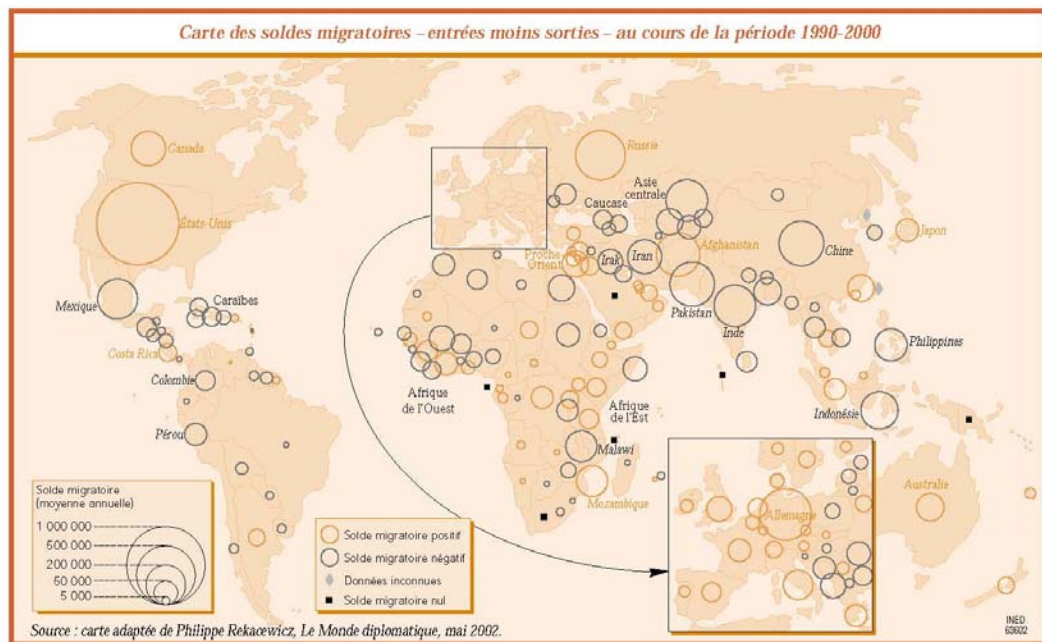 Carte des soldes migratoires – entrées moins sorties – au cours de la période 1990-2000
Canada
Russie
États-Unis
Asie
centrale
Caucase
Proche
Orient
Irak
Iran
Afghanistan
Chine
Japon
Mexique
Caraïbes
Pakistan
Inde
Costa Rica
Philippines
Colombie
Afrique
de l'Ouest
Afrique
de l'Est
Pérou
Malawi
Indonésie
Mozambique
Allemagne
Australie
Solde migratoire
(moyenne annuelle)
1 000 000
500 000
200 000
50 000
5 000
Solde migratoire positif
Solde migratoire négatif
Données inconnues
Solde migratoire nul
Source : carte adaptée de Philippe Rekacewicz, Le Monde diplomatique, mai 2002.
INED
63602